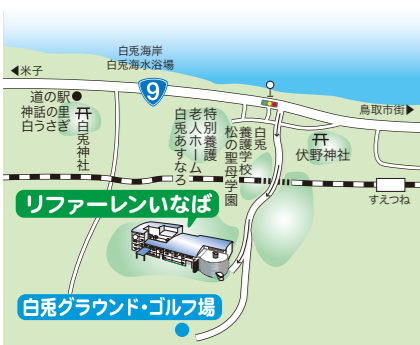 白兎海岸
白兎海水浴場
◀米子
9
道の駅●
神話の里
白うさぎ
白兎神社
特別養護
老人ホーム
白兎あすなろ
白兎
養護学校
松の聖母学園
鳥取市街▶
伏野神社
すえつね
リファーレンいなば
白兎グラウンド・ゴルフ場